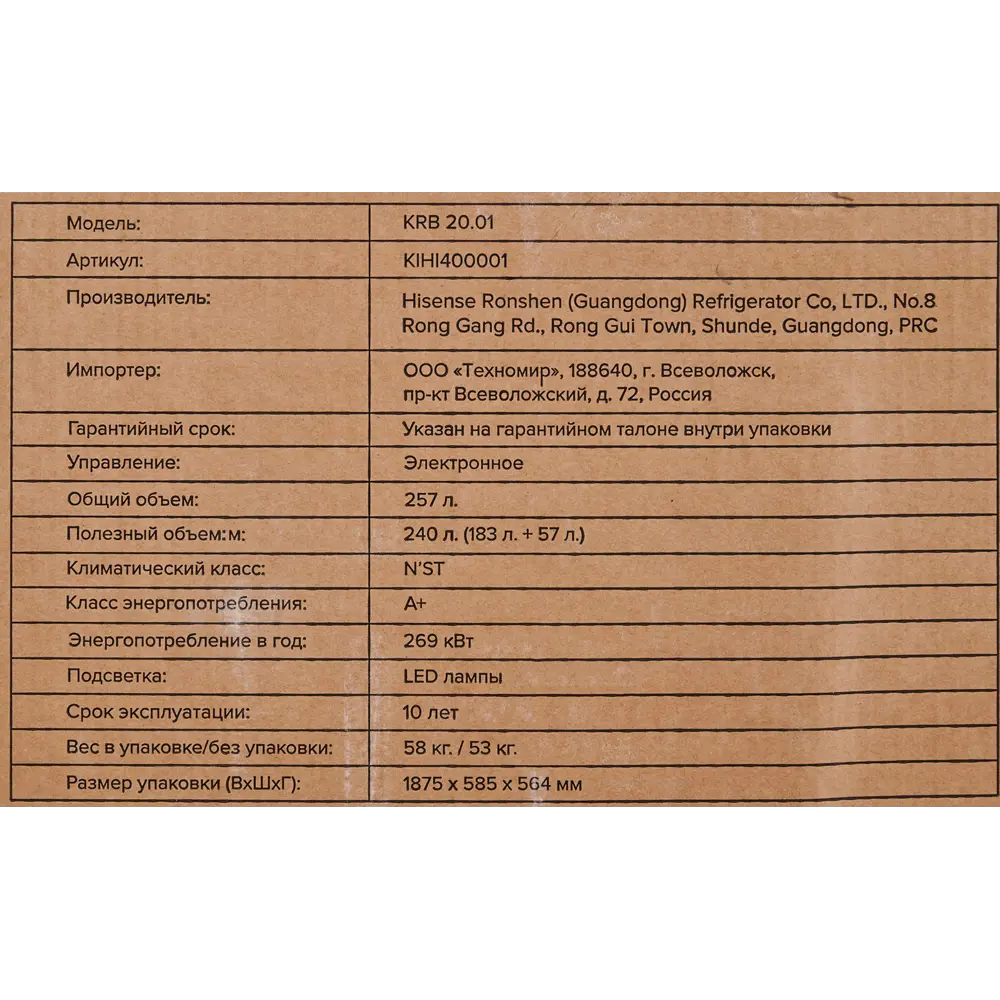 Модель: KRB 20.01
Артикул: KIHI400001
Производитель: Hisense Ronshen (Guangdong) Refrigerator Co, LTD., No.8
Rong Gang Rd., Rong Gui Town, Shunde, Guangdong, PRC
Импортер: ООО «Техномир», 188640, г. Всеволожск,
пр-кт Всеволожский, д. 72, Россия
Гарантийный срок: Указан на гарантийном талоне внутри упаковки
Управление: Электронное
Общий объем: 257 л.
Полезный объем:м: 240 л. (183 л. + 57 л.)
Климатический класс: N'ST
Класс энергопотребления: A+
Энергопотребление в год: 269 кВт
Подсветка: LED лампы
Срок эксплуатации: 10 лет
Вес в упаковке/без упаковки: 58 кг. / 53 кг.
Размер упаковки (ВхШхГ): 1875 x 585 x 564 мм